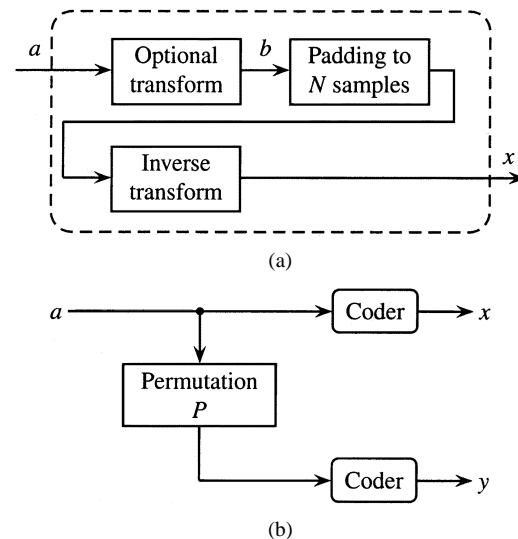 a
Optional
transform
b
Padding to
N samples
Inverse
transform
x
(a)
a
Coder
x
Permutation
P
Coder
y
(b)